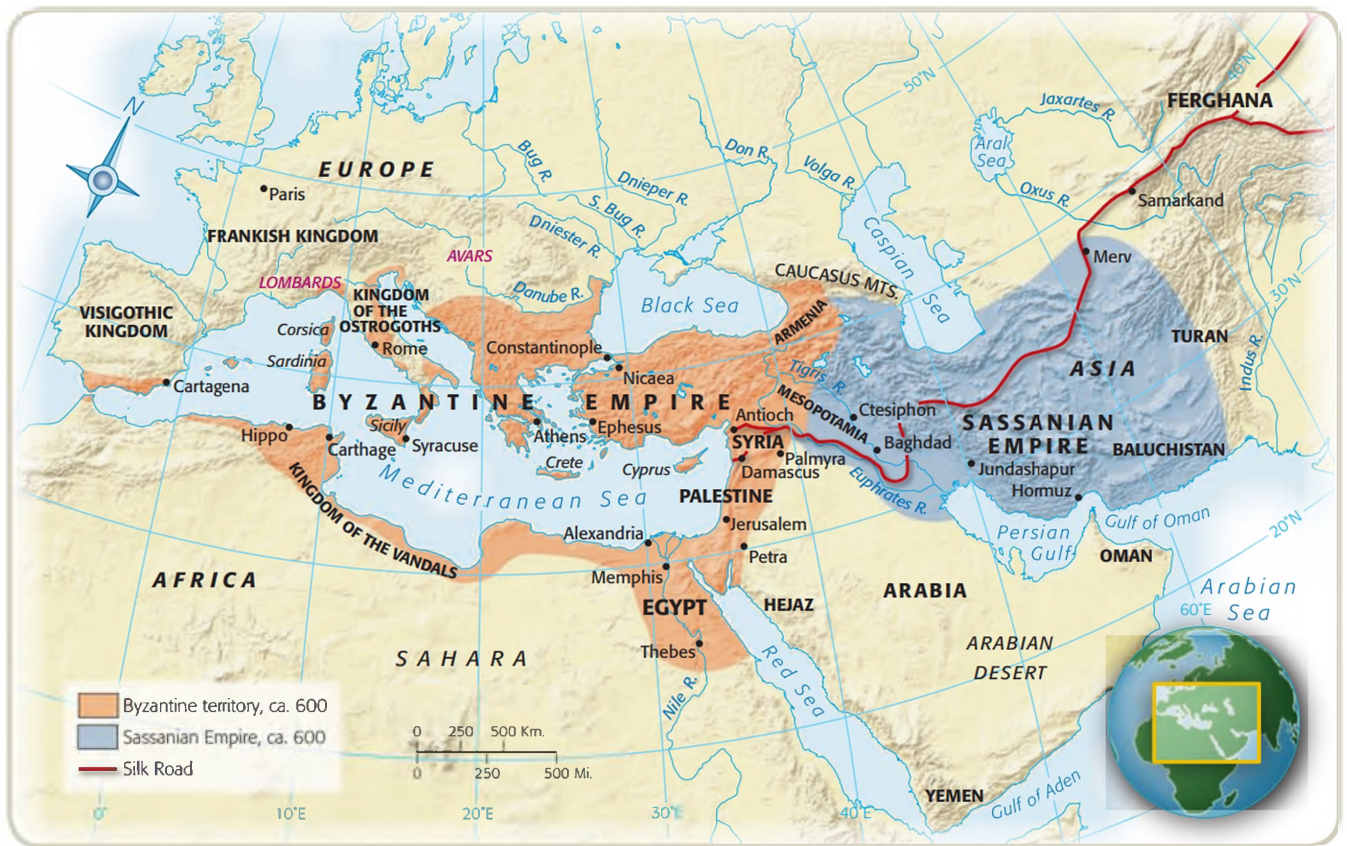 N
50°N
40°N
FERGHANA
Jaxartes R.
Aral
Sea
EUROPE
Paris
Bug R.
Don R.
Volga R.
Dnieper R.
Oxus R.
Samarkand
S. Bug R.
Dniester R.
FRANKISH KINGDOM
AVARS
Caspian
Sea
Merv
LOMBARDS
CAUCASUS MTS.
30°N
Danube R.
Black Sea
VISIGOTHIC
KINGDOM
KINGDOM
OF THE
OSTROGOTHS
Corsica
ARMENIA
TURAN
Rome
Constantinople
Sardinia
Nicaea
Tigris R.
ASIA
Indus R.
Cartagena
BYZANTINE EMPIRE
MESOPOTAMIA
Ctesiphon
Antioch
SASSANIAN
EMPIRE
Sicily
Hippo
Carthage
Syracuse
Athens
Ephesus
SYRIA
Baghdad
BALUCHISTAN
Palmyra
Damascus
Crete
Cyprus
Jundashapur
Hormuz
Euphrates R.
Mediterranean Sea
PALESTINE
KINGDOM OF THE VANDALS
Alexandria
Jerusalem
Persian
Gulf
Gulf of Oman
20°N
OMAN
Petra
Memphis
AFRICA
EGYPT
HEJAZ
ARABIA
Arabian
Sea
60°E
Thebes
SAHARA
Red Sea
ARABIAN
DESERT
Nile R.
Byzantine territory, ca. 600
Sassanian Empire, ca. 600
Silk Road
0 250 500 Km.
0 250 500 Mi.
YEMEN
Gulf of Aden
0°
10°E
20°E
30°E
40°E